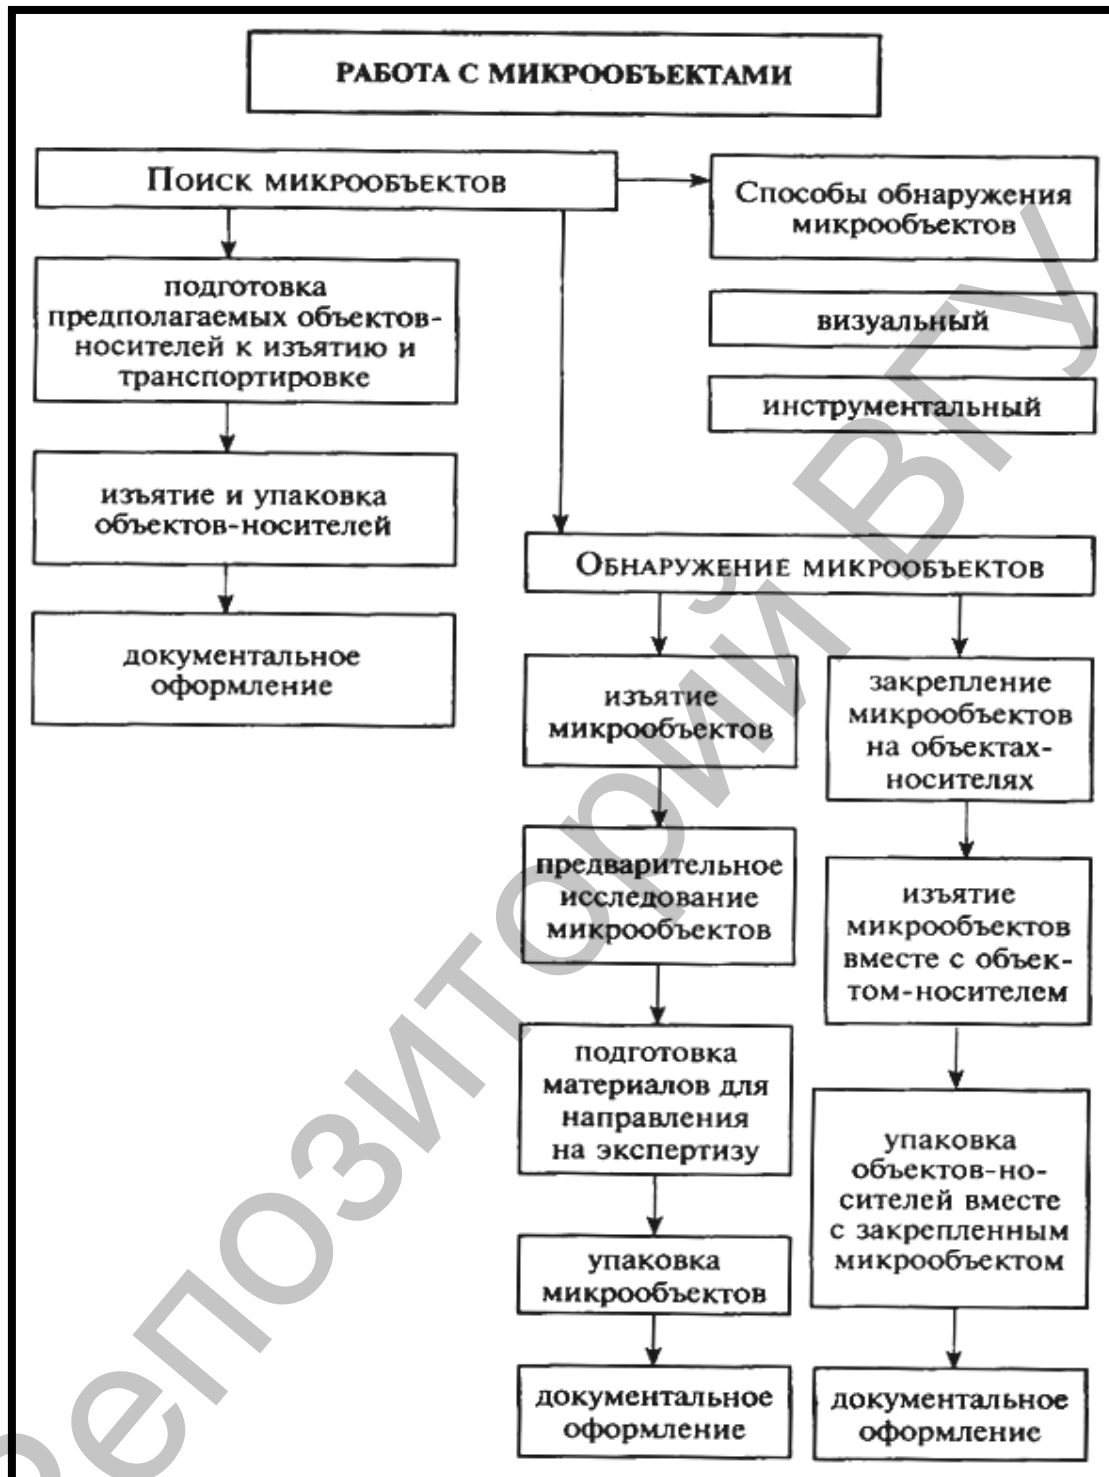 РАБОТА С МИКРООБЪЕКТАМИ
ПОИСК МИКРООБЪЕКТОВ
Способы обнаружения
микрообъектов
визуальный
инструментальный
подготовка
предполагаемых объектов-
носителей к изъятию и
транспортировке
изъятие и упаковка
объектов-носителей
документальное
оформление
ОБНАРУЖЕНИЕ МИКРООБЪЕКТОВ
изъятие
микрообъектов
предварительное
исследование
микрообъектов
подготовка
материалов для
направления
на экспертизу
упаковка
микрообъектов
документальное
оформление
закрепление
микрообъектов
на объектах-
носителях
изъятие
микрообъектов
вместе с объек-
том-носителем
упаковка
объектов-но-
сителей вместе
с закрепленным
микрообъектом
документальное
оформление
Репозиторий ВГУ